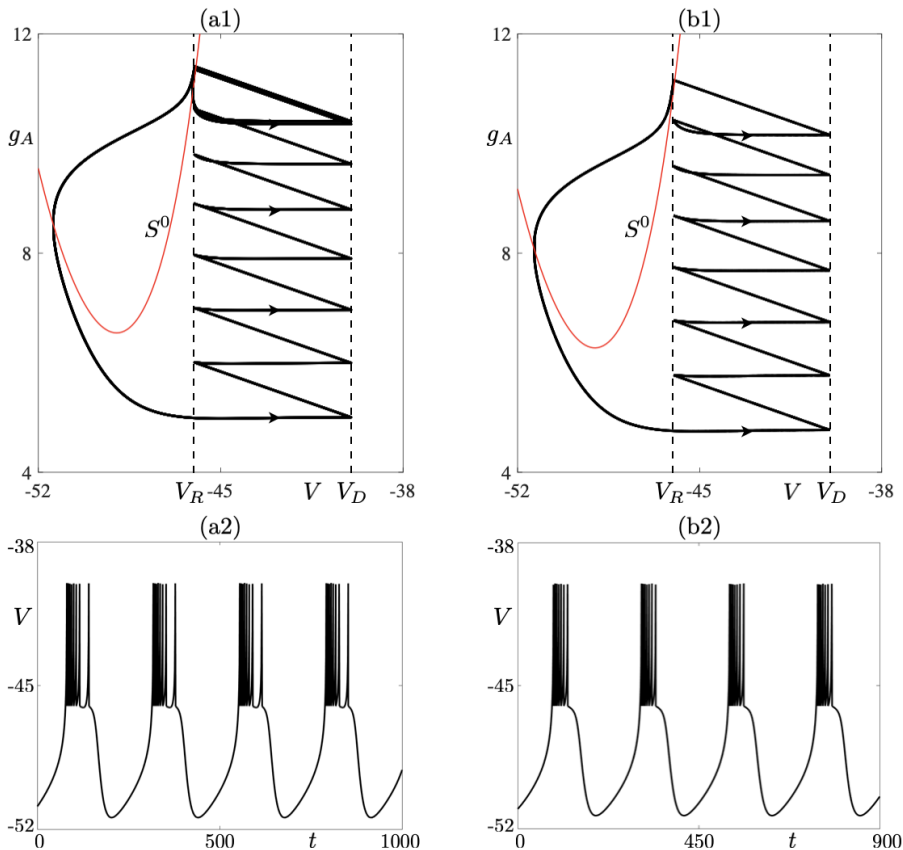 (a1) (b1)
12 12
g_A g_A
S^0 S^0
8 8
4 4
-52 V_R -45 V V_D -38 -52 V_R -45 V V_D -38
(a2) (b2)
-38 -38
V V
-45 -45
-52 -52
0 500 t 1000 0 450 t 900